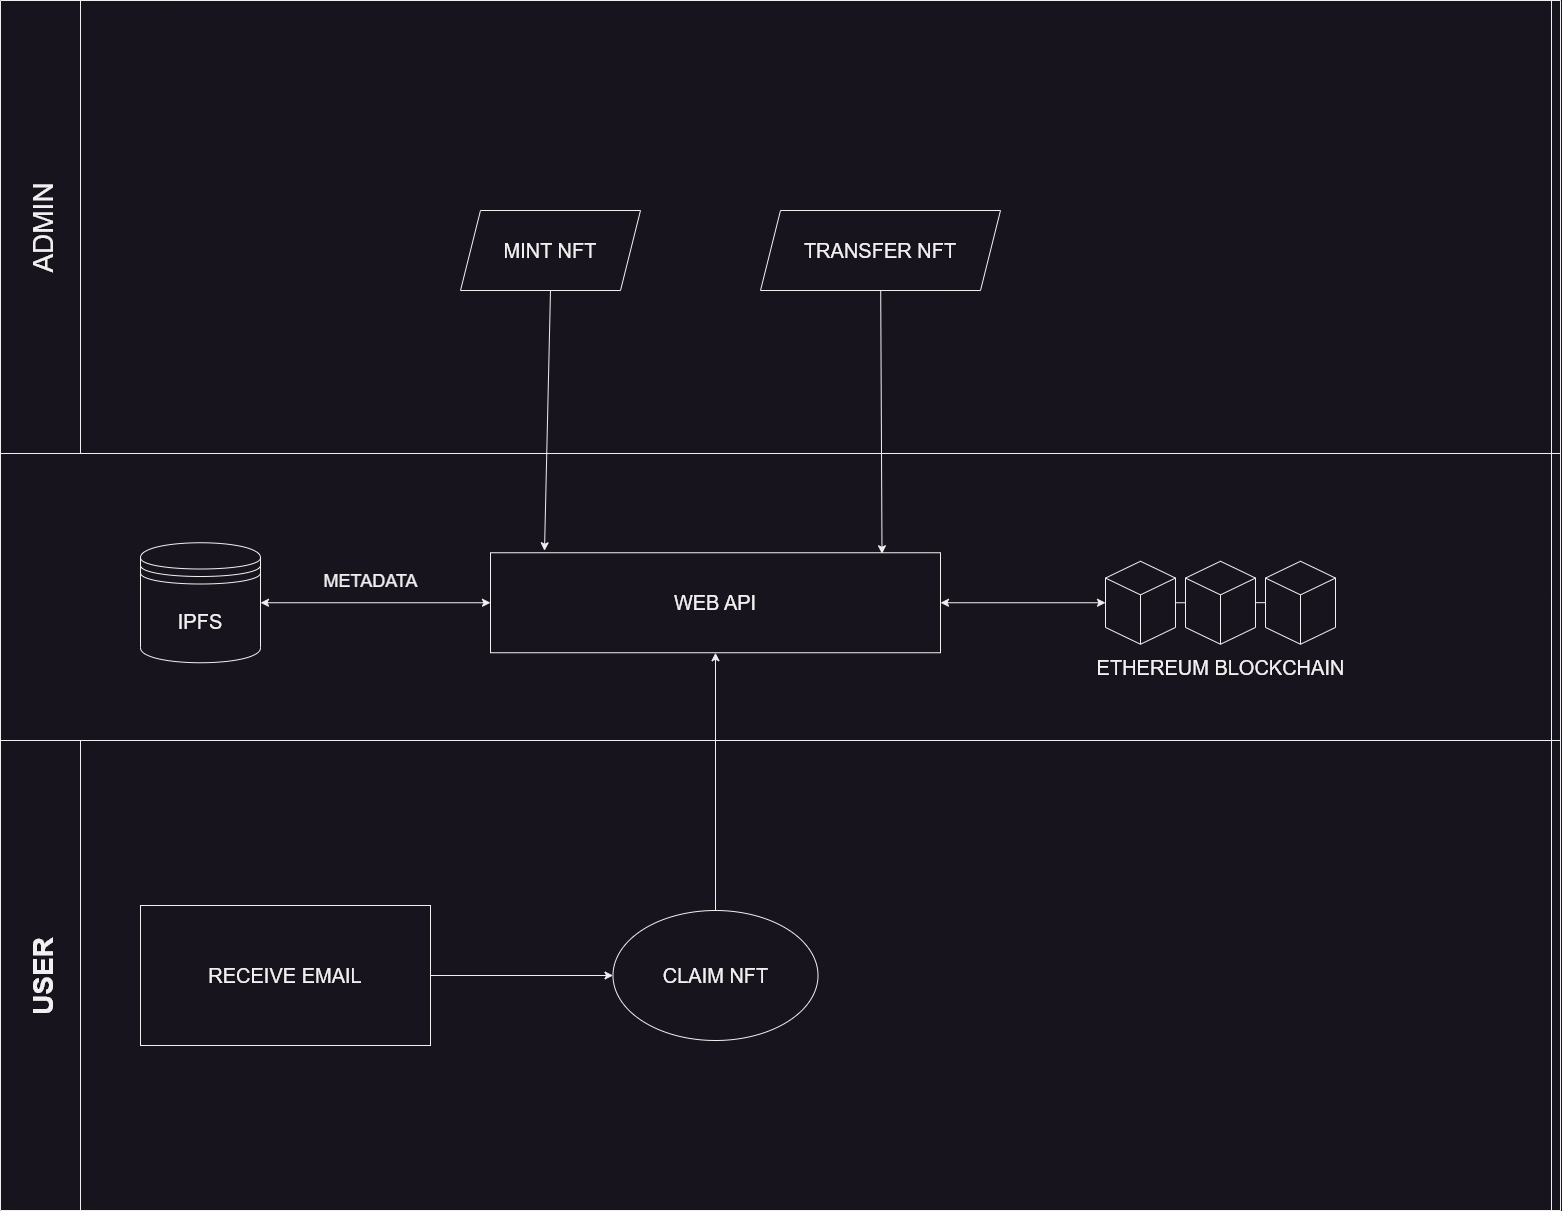 ADMIN
MINT NFT
TRANSFER NFT
METADATA
IPFS
WEB API
ETHEREUM BLOCKCHAIN
USER
RECEIVE EMAIL
CLAIM NFT